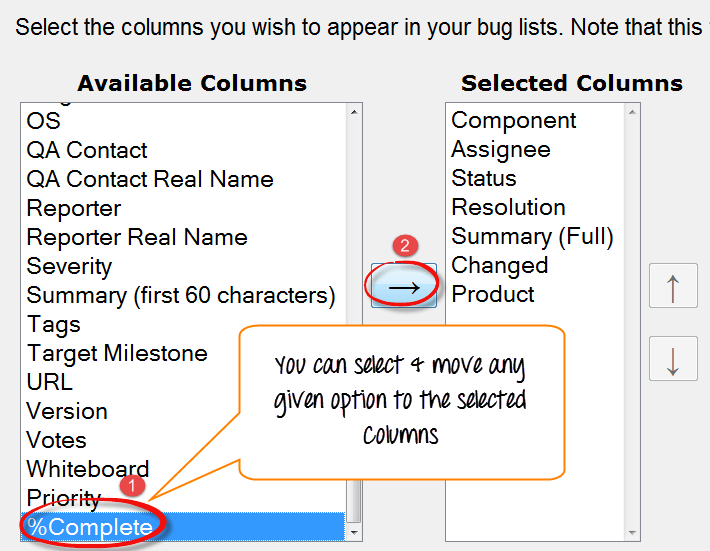 Select the columns you wish to appear in your bug lists. Note that this
Available Columns
OS
QA Contact
QA Contact Real Name
Reporter
Reporter Real Name
Severity
Summary (first 60 characters)
Tags
Target Milestone
URL
Version
Votes
Whiteboard
Priority
%Complete
1
2
→
Selected Columns
Component
Assignee
Status
Resolution
Summary (Full)
Changed
Product
↑
↓
You can select & move any
given option to the selected
Columns